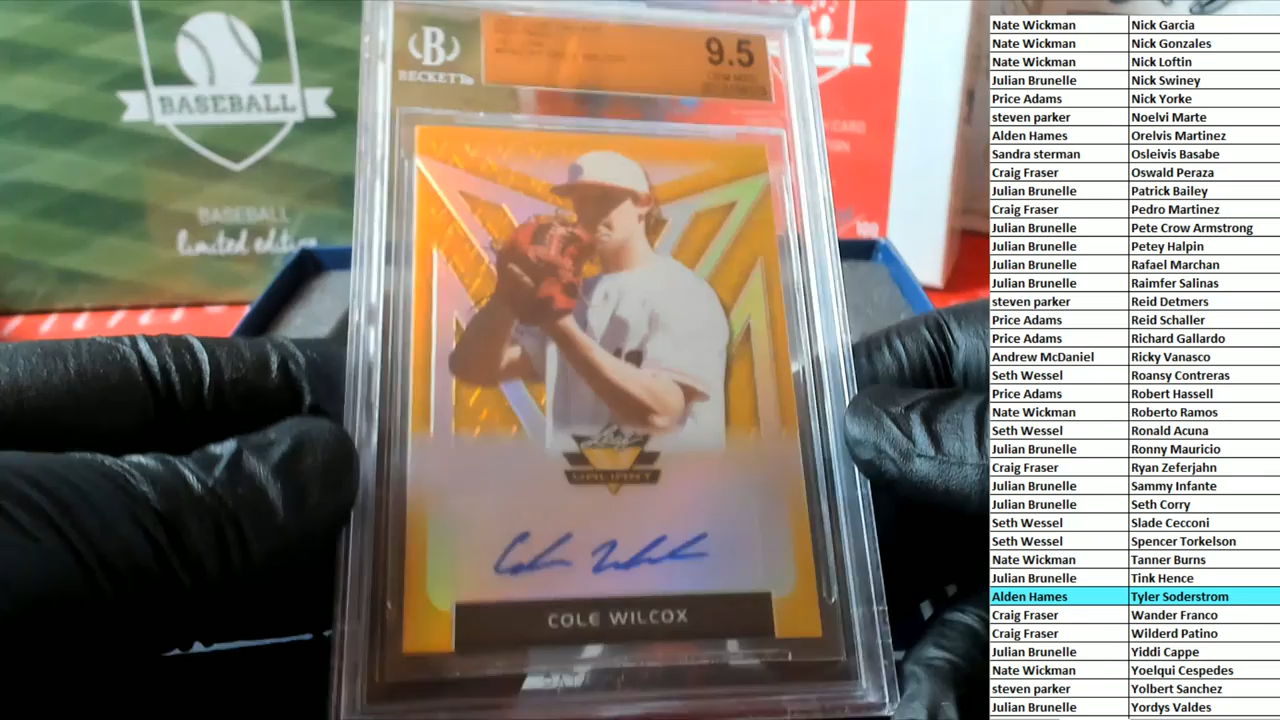 BASEBALL
BASEBALL
limited edition
BECKETT
9.5
GEM MINT
Leaf
VALIANT
Cole Wilcox
COLE WILCOX
Nate Wickman Nick Garcia
Nate Wickman Nick Gonzales
Nate Wickman Nick Loftin
Julian Brunelle Nick Swiney
Price Adams Nick Yorke
steven parker Noelvi Marte
Alden Hames Orelvis Martinez
Sandra sterman Osleivis Basabe
Craig Fraser Oswald Peraza
Julian Brunelle Patrick Bailey
Craig Fraser Pedro Martinez
Julian Brunelle Pete Crow Armstrong
Julian Brunelle Petey Halpin
Julian Brunelle Rafael Marchan
Julian Brunelle Raimfer Salinas
steven parker Reid Detmers
Price Adams Reid Schaller
Price Adams Richard Gallardo
Andrew McDaniel Ricky Vanasco
Seth Wessel Roansy Contreras
Price Adams Robert Hassell
Nate Wickman Roberto Ramos
Seth Wessel Ronald Acuna
Julian Brunelle Ronny Mauricio
Craig Fraser Ryan Zeferjahn
Julian Brunelle Sammy Infante
Julian Brunelle Seth Corry
Seth Wessel Slade Cecconi
Seth Wessel Spencer Torkelson
Nate Wickman Tanner Burns
Julian Brunelle Tink Hence
Alden Hames Tyler Soderstrom
Craig Fraser Wander Franco
Craig Fraser Wilderd Patino
Julian Brunelle Yiddi Cappe
Nate Wickman Yoelqui Cespedes
steven parker Yolbert Sanchez
Julian Brunelle Yordys Valdes